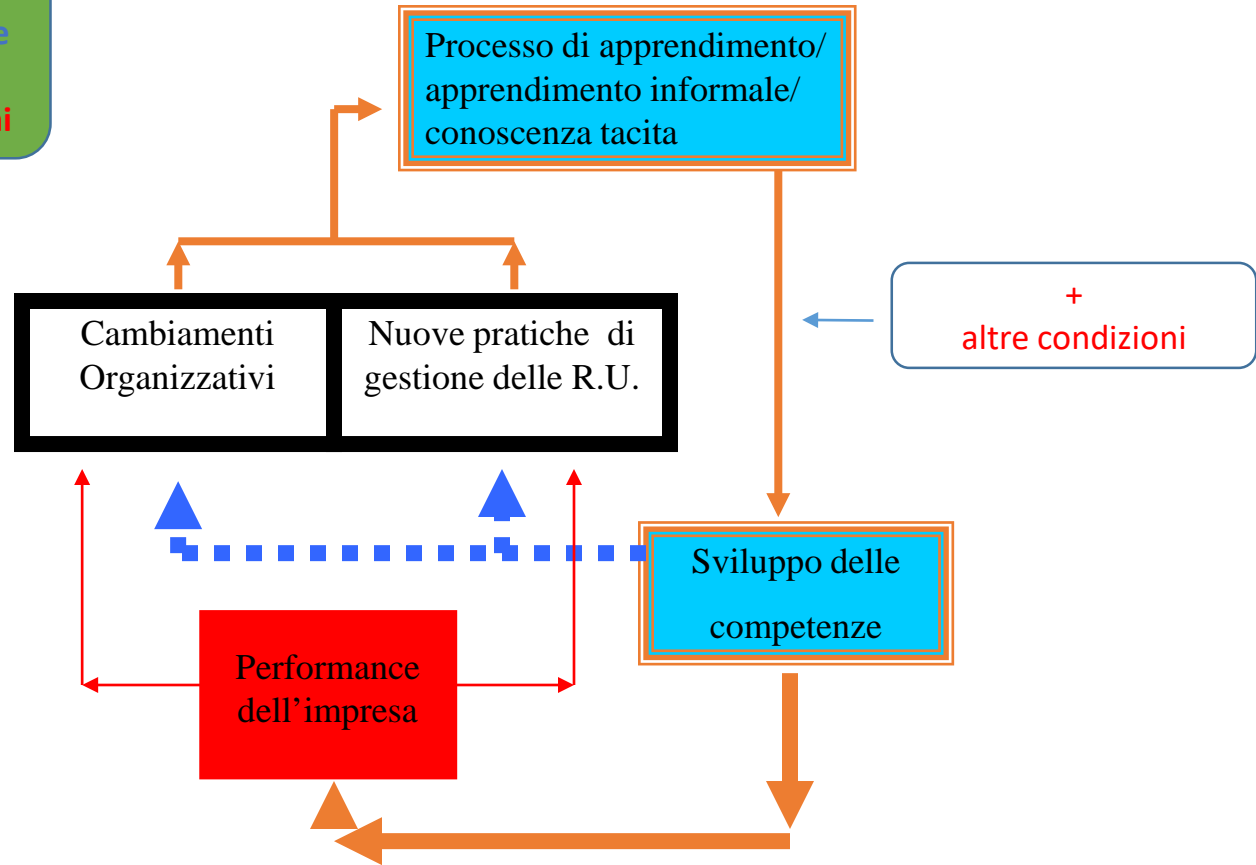 Processo di apprendimento/
apprendimento informale/
conoscenza tacita
Cambiamenti
Organizzativi
Nuove pratiche di
gestione delle R.U.
+
altre condizioni
Sviluppo delle
competenze
Performance
dell’impresa